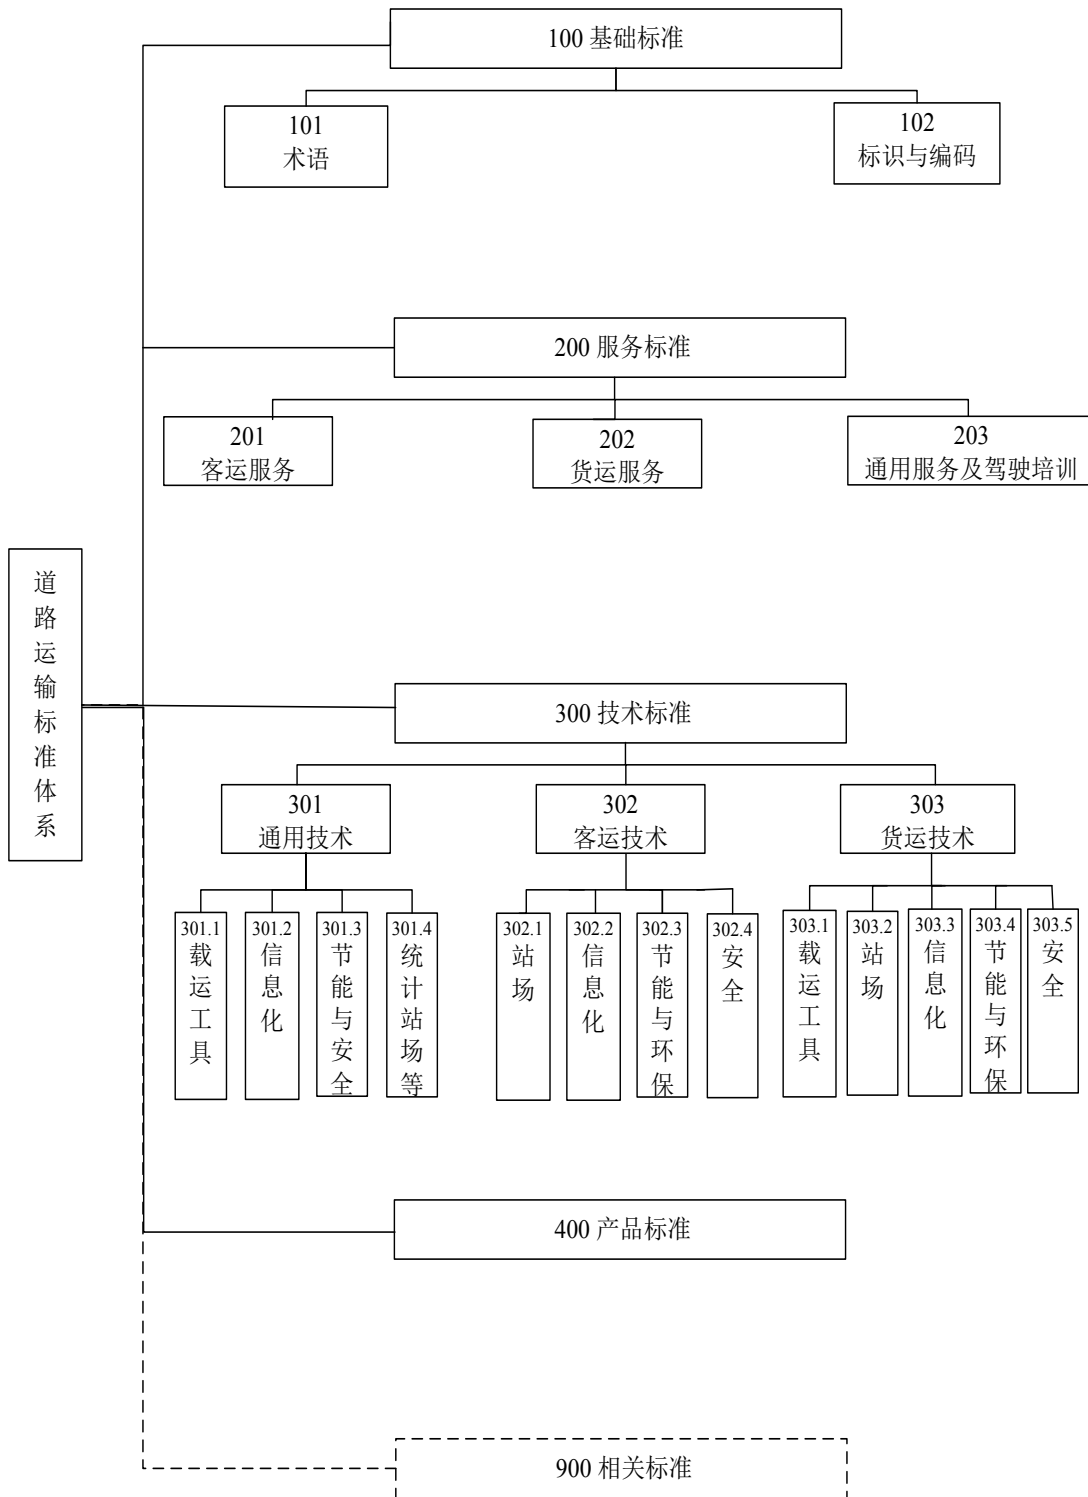 100 基础标准
101
术语
102
标识与编码
200 服务标准
201
客运服务
202
货运服务
203
通用服务及驾驶培训
道路运输标准体系
300 技术标准
301
通用技术
302
客运技术
303
货运技术
301.1
载运工具
301.2
信息化
301.3
节能与安全
301.4
统计站场等
302.1
站场
302.2
信息化
302.3
节能与环保
302.4
安全
303.1
载运工具
303.2
站场
303.3
信息化
303.4
节能与环保
303.5
安全
400 产品标准
900 相关标准